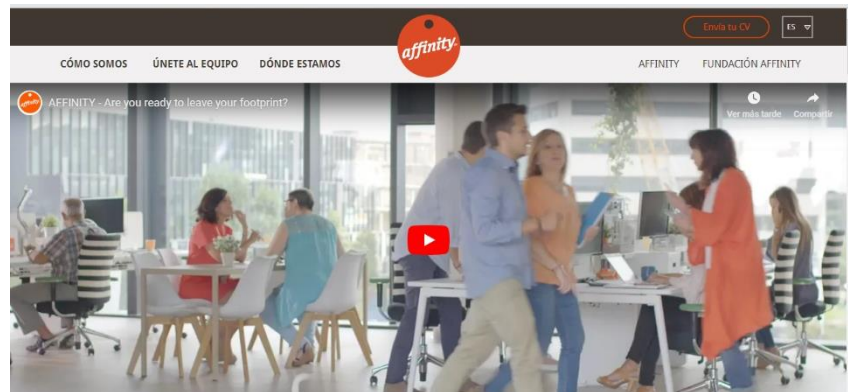 Envía tu CV
ES
affinity
CÓMO SOMOS ÚNETE AL EQUIPO DÓNDE ESTAMOS
AFFINITY FUNDACIÓN AFFINITY
affinity
AFFINITY - Are you ready to leave your footprint?
Ver más tarde Compartir